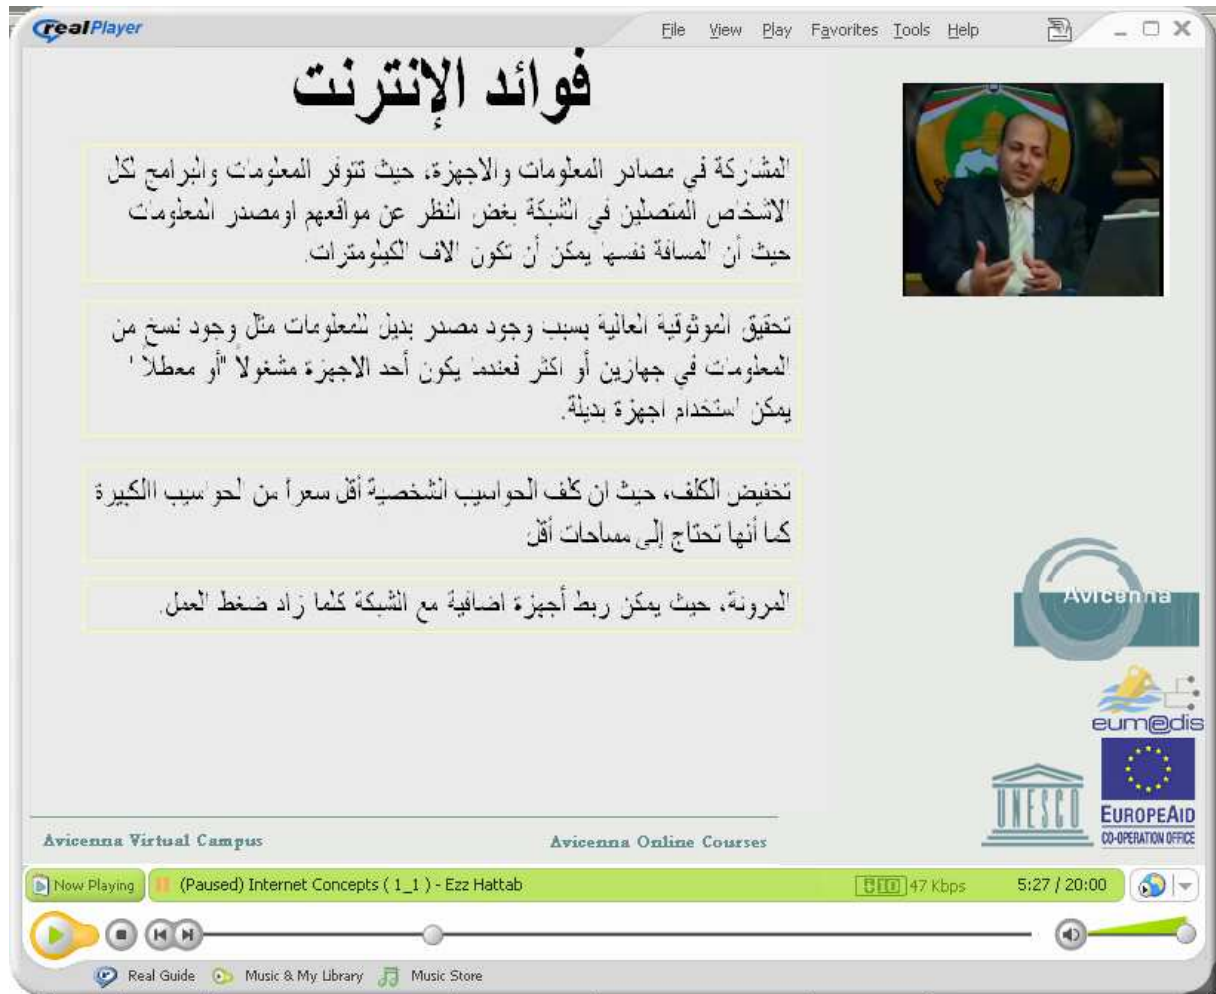 realPlayer
File View Play Favorites Tools Help
فوائد الإنترنت
المشاركة في مصادر المعلومات والاجهزة، حيث تتوفر المعلومات والبرامج لكل
الاشخاص المتصلين في الشبكة بغض النظر عن مواقعهم اومصدر المعلومات
حيث أن المسافة نفسها يمكن أن تكون الاف الكيلومترات.
تحقيق الموثوقية العالية بسبب وجود مصدر بديل للمعلومات مثل وجود نسخ من
المعلومات في جهازين أو اكثر فعندما يكون أحد الاجهزة مشغولاً "أو معطلاً "
يمكن استخدام اجهزة بديلة.
تخفيض الكلف، حيث ان كلف الحواسيب الشخصية أقل سعراً من لحواسيب االكبيرة
كما أنها تحتاج إلى مساحات أقل
المرونة، حيث يمكن ربط أجهزة اضافية مع الشبكة كلما زاد ضغط العمل.
Avicenna
eum@dis
UNESCO
EUROPEAID
CO-OPERATION OFFICE
Avicenna Virtual Campus
Avicenna Online Courses
Now Playing (Paused) Internet Concepts ( 1_1 ) - Ezz Hattab 47 Kbps 5:27 / 20:00
Real Guide Music & My Library Music Store